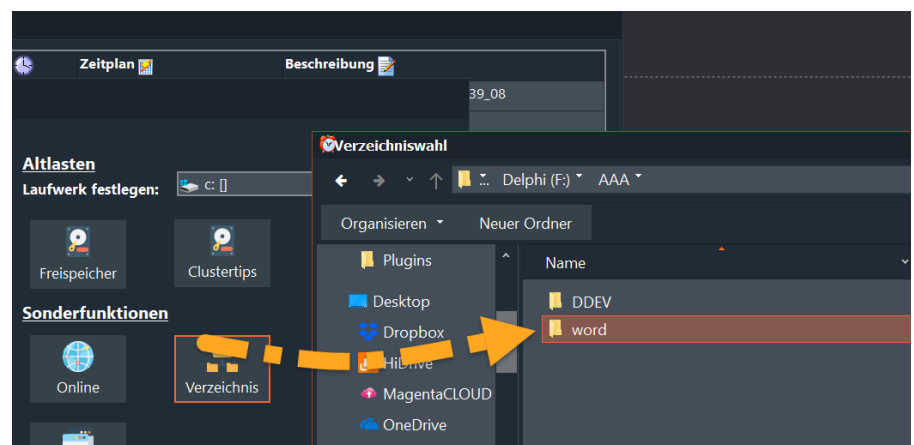 Zeitplan
Beschreibung
39_08
Altlasten
Laufwerk festlegen:
c: []
Freispeicher
Clustertips
Sonderfunktionen
Online
Verzeichnis
Verzeichniswahl
Delphi (F:)
AAA
Organisieren
Neuer Ordner
Plugins
Desktop
Dropbox
HiDrive
MagentaCLOUD
OneDrive
Name
DDEV
word